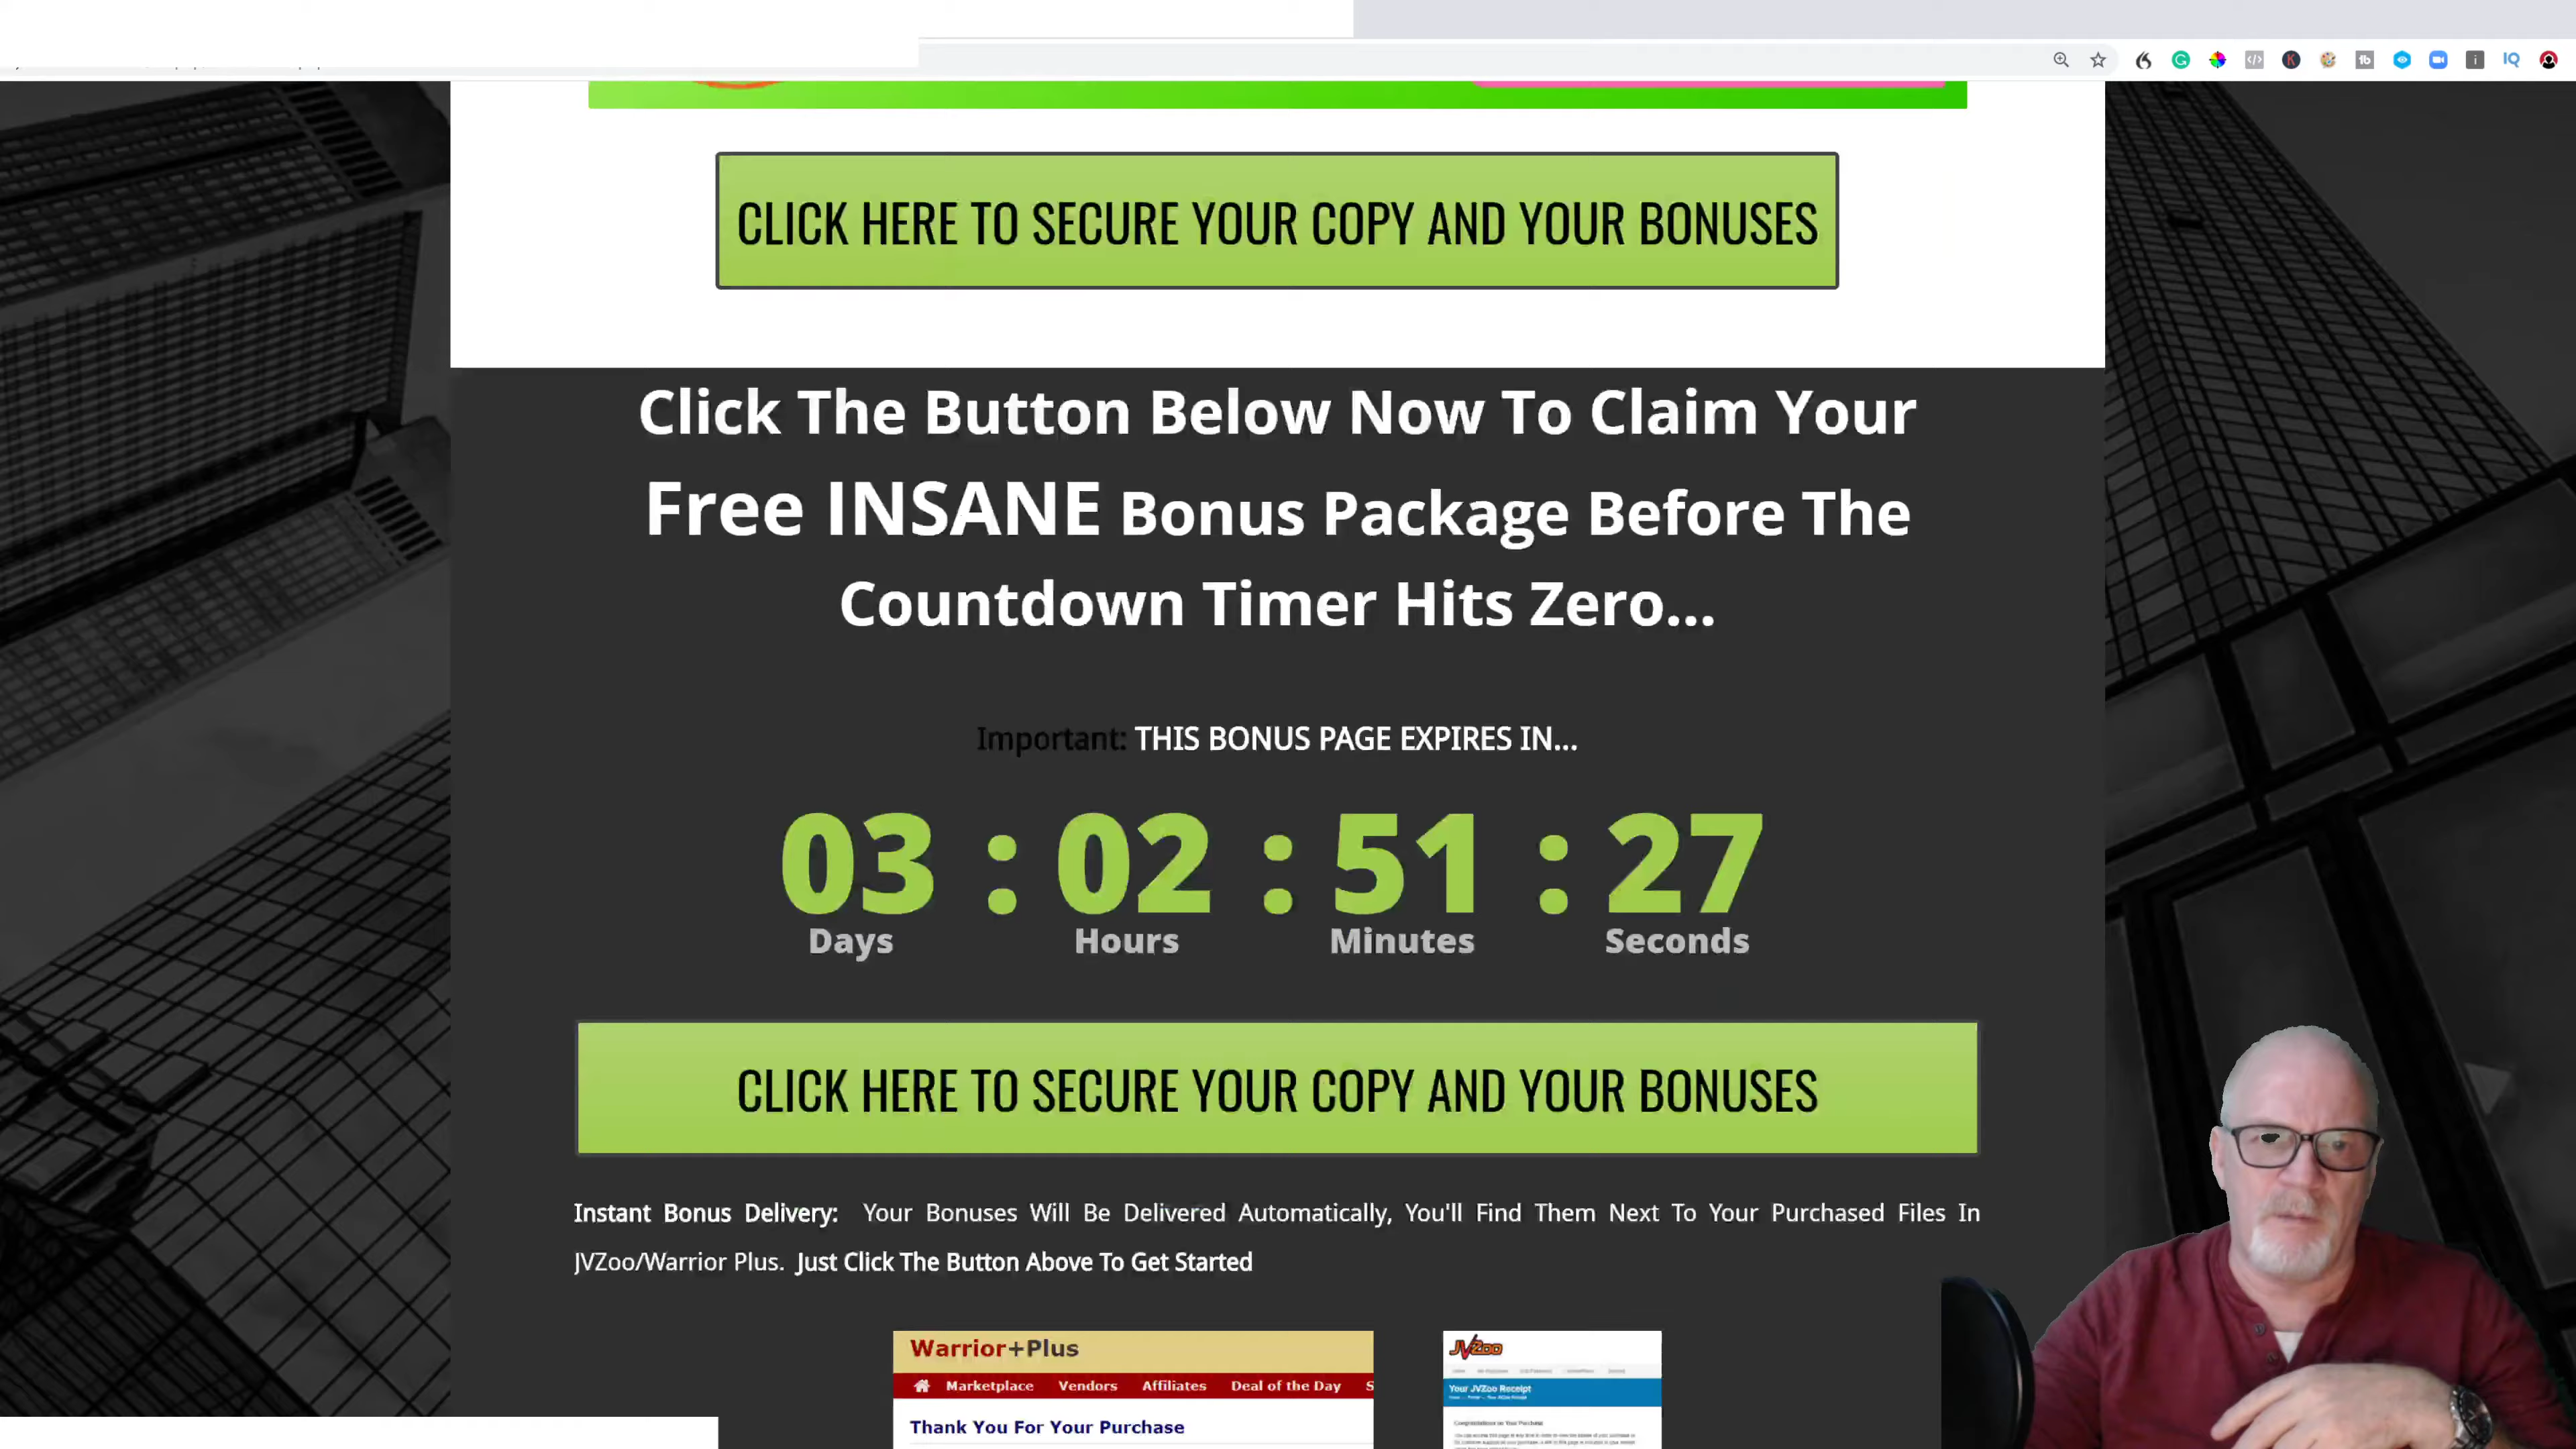 CLICK HERE TO SECURE YOUR COPY AND YOUR BONUSES
Click The Button Below Now To Claim Your
Free INSANE Bonus Package Before The
Countdown Timer Hits Zero...
Important: THIS BONUS PAGE EXPIRES IN...
03 : 02 : 51 : 27
Days Hours Minutes Seconds
CLICK HERE TO SECURE YOUR COPY AND YOUR BONUSES
Instant Bonus Delivery: Your Bonuses Will Be Delivered Automatically, You'll Find Them Next To Your Purchased Files In
JVZoo/Warrior Plus. Just Click The Button Above To Get Started
Warrior+Plus
Marketplace Vendors Affiliates Deal of the Day S
Thank You For Your Purchase
JVZoo
Your JVZoo Receipt
Congratulations on Your Purchase
IQ